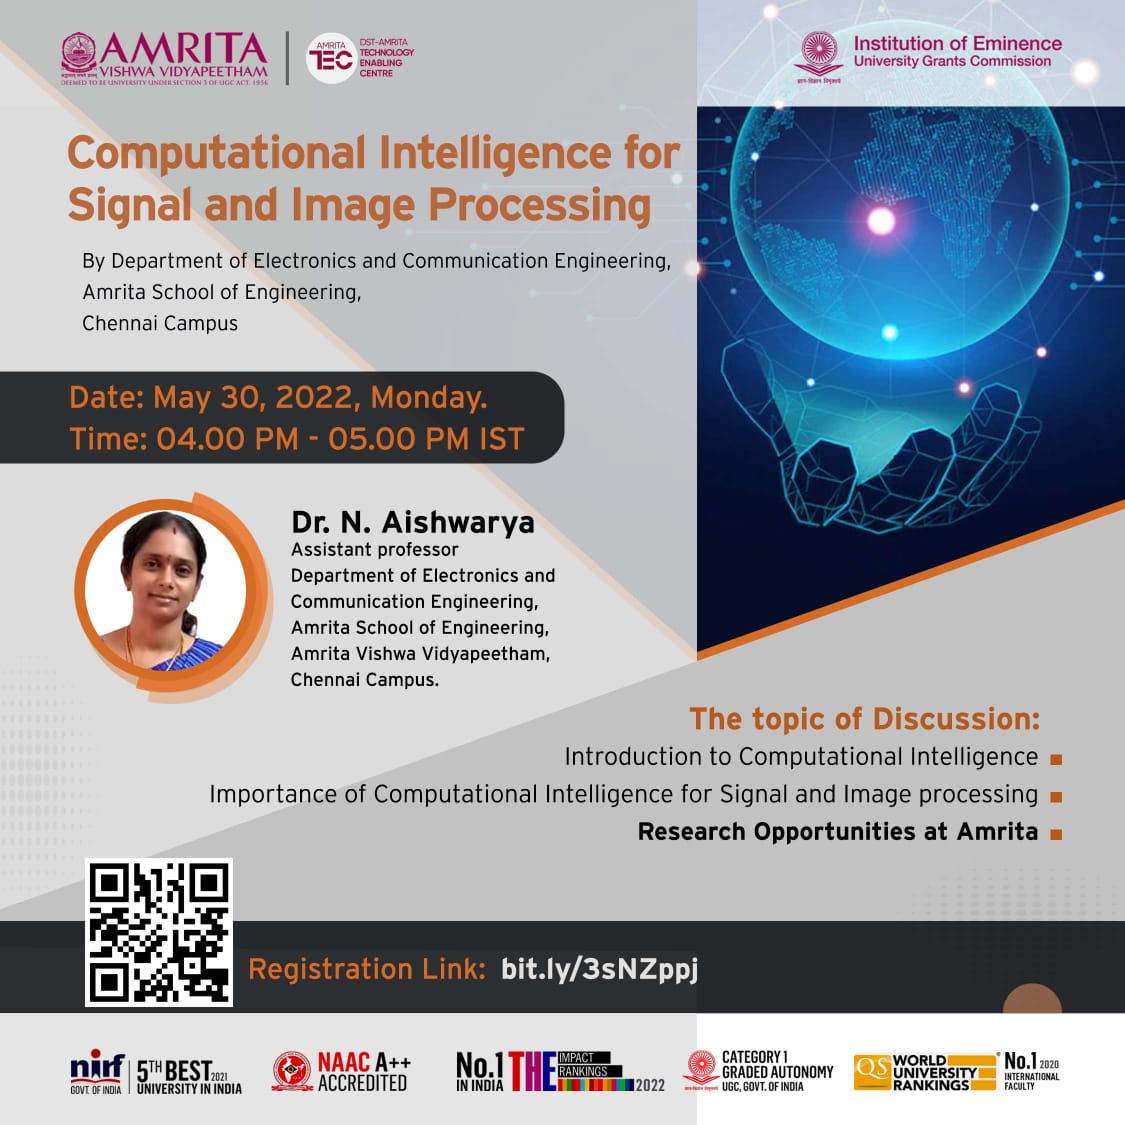 AMRITA
VISHWA VIDYAPEETHAM
DEEMED TO BE UNIVERSITY UNDER SECTION 3 OF UGC ACT, 1956
AMRITA
TEC
DST-AMRITA
TECHNOLOGY
ENABLING
CENTRE
Institution of Eminence
University Grants Commission
ज्ञान-विज्ञान विमुक्तये
Computational Intelligence for
Signal and Image Processing
By Department of Electronics and Communication Engineering,
Amrita School of Engineering,
Chennai Campus
Date: May 30, 2022, Monday.
Time: 04.00 PM - 05.00 PM IST
Dr. N. Aishwarya
Assistant professor
Department of Electronics and
Communication Engineering,
Amrita School of Engineering,
Amrita Vishwa Vidyapeetham,
Chennai Campus.
The topic of Discussion:
Introduction to Computational Intelligence
Importance of Computational Intelligence for Signal and Image processing
Research Opportunities at Amrita
Registration Link: bit.ly/3sNZppj
nirf
GOVT. OF INDIA
5TH BEST 2021
UNIVERSITY IN INDIA
NAAC A++
ACCREDITED
No.1
IN INDIA
THE
IMPACT
RANKINGS
2022
CATEGORY 1
GRADED AUTONOMY
UGC, GOVT. OF INDIA
QS
WORLD
UNIVERSITY
RANKINGS
No.1 2020
INTERNATIONAL
FACULTY